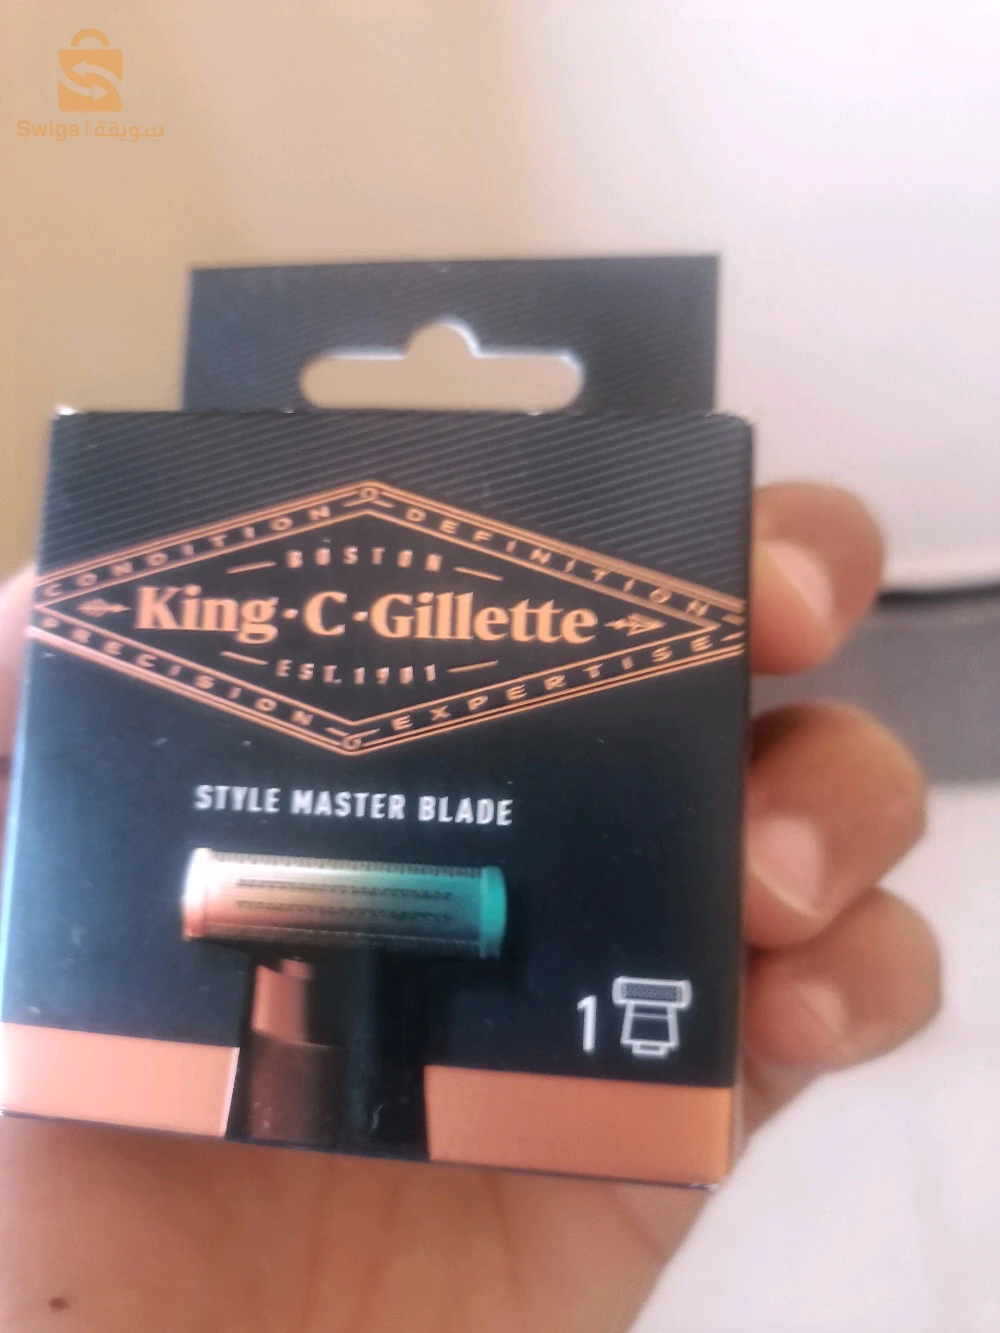 Swiga | سويقة
CONDITION DEFINITION
BOSTON
King·C·Gillette
EST. 1901
PRECISION EXPERTISE
STYLE MASTER BLADE
1